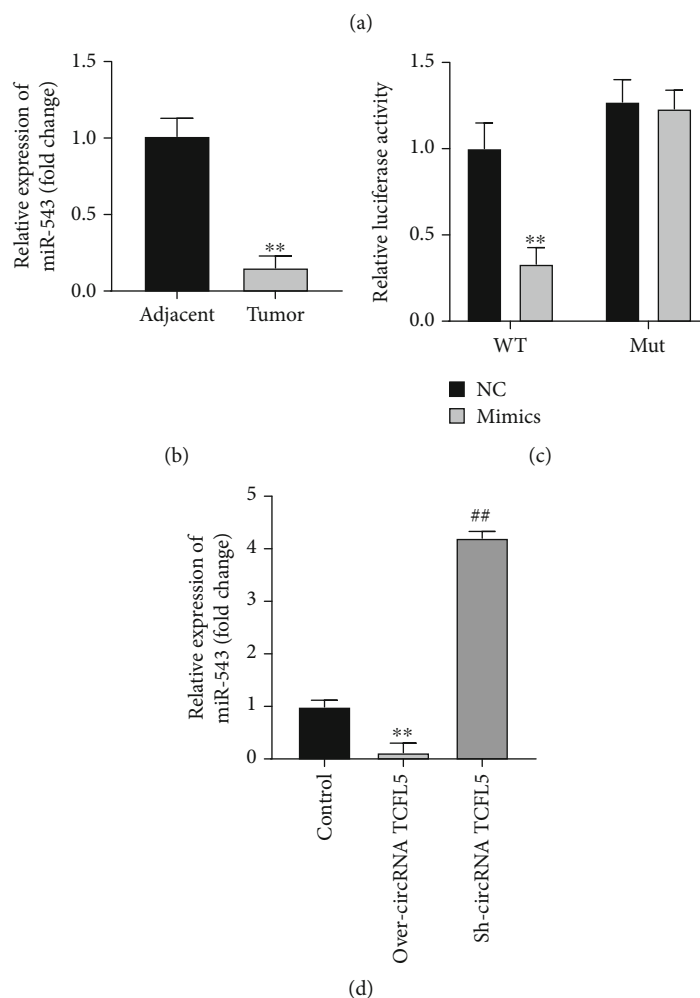 (a)
Relative expression of
miR-543 (fold change)
1.5
1.0
0.5
0.0
**
Adjacent Tumor
(b)
Relative luciferase activity
1.5
1.0
0.5
0.0
**
WT Mut
NC
Mimics
(c)
Relative expression of
miR-543 (fold change)
5
4
3
2
1
0
**
##
Control
Over-circRNA TCFL5
Sh-circRNA TCFL5
(d)